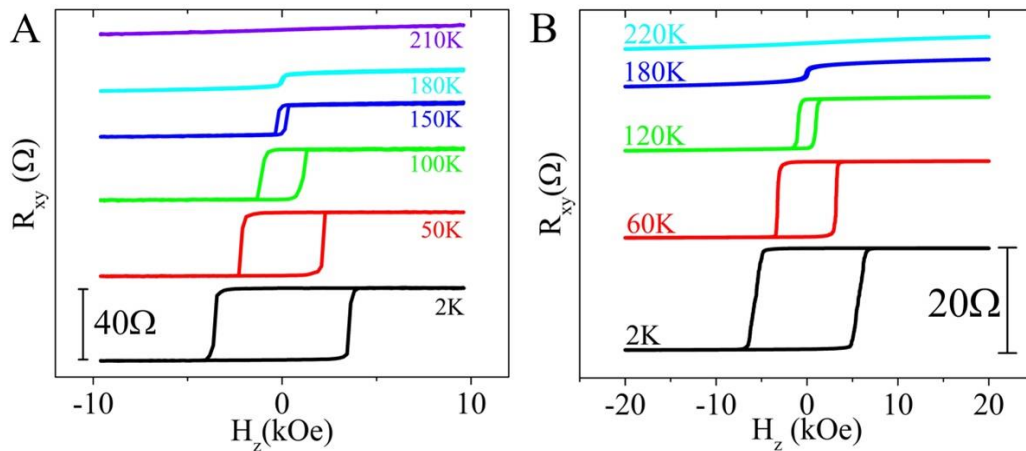 A
210K
180K
150K
100K
50K
2K
40Ω
R_xy (Ω)
-10
0
10
H_z(kOe)
B
220K
180K
120K
60K
2K
20Ω
R_xy(Ω)
-20
-10
0
10
20
H_z(kOe)